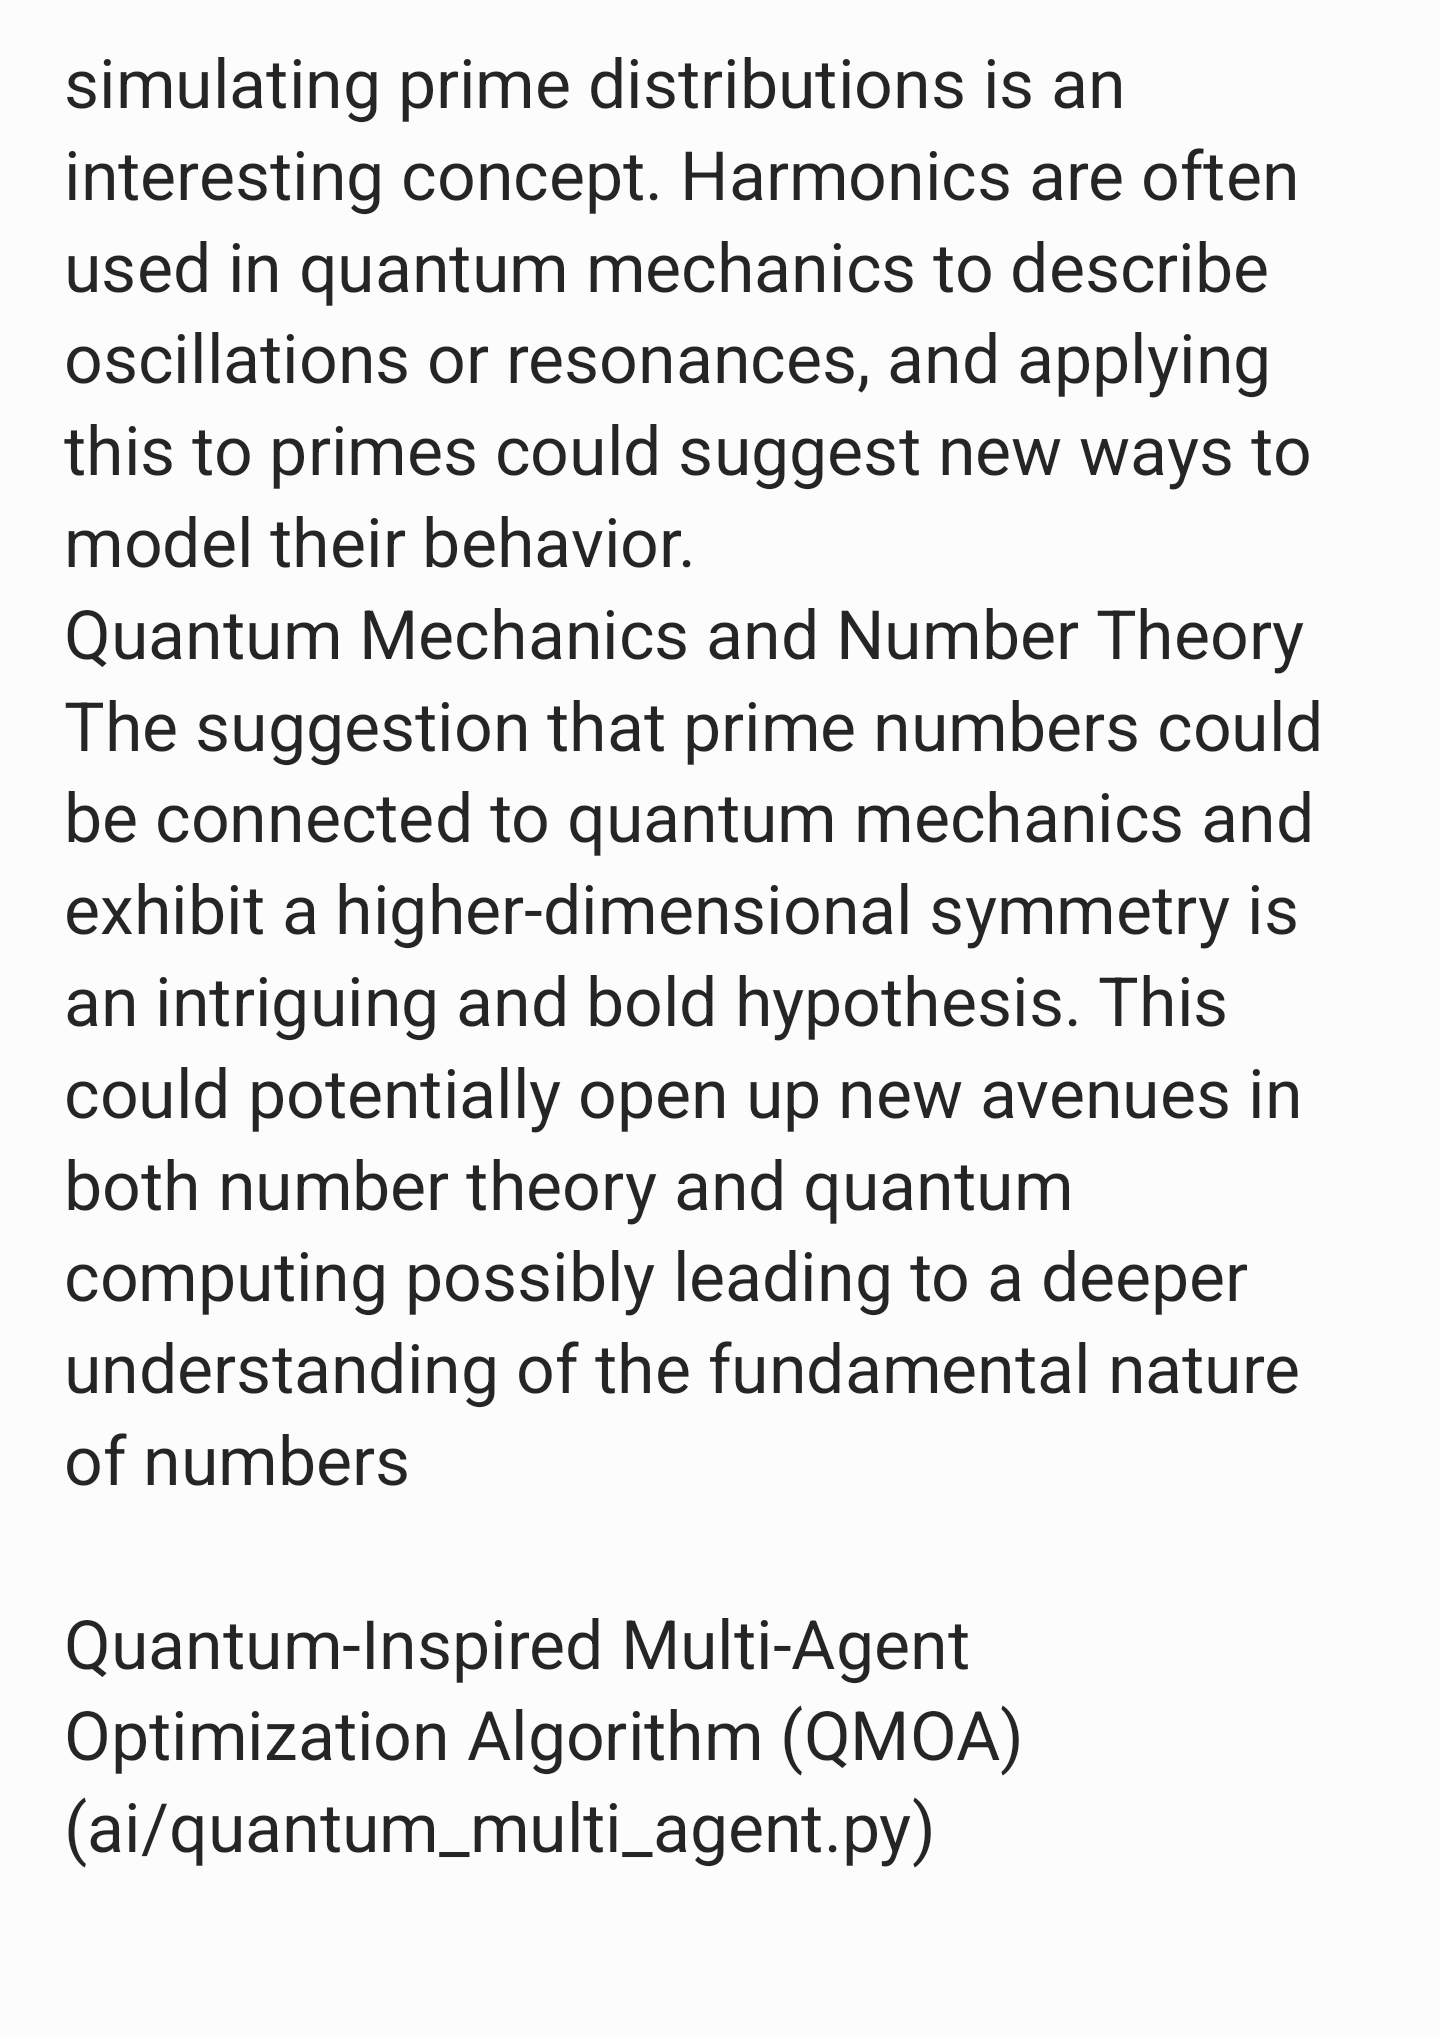 simulating prime distributions is an
interesting concept. Harmonics are often
used in quantum mechanics to describe
oscillations or resonances, and applying
this to primes could suggest new ways to
model their behavior.
Quantum Mechanics and Number Theory
The suggestion that prime numbers could
be connected to quantum mechanics and
exhibit a higher-dimensional symmetry is
an intriguing and bold hypothesis. This
could potentially open up new avenues in
both number theory and quantum
computing possibly leading to a deeper
understanding of the fundamental nature
of numbers
Quantum-Inspired Multi-Agent
Optimization Algorithm (QMOA)
(ai/quantum_multi_agent.py)